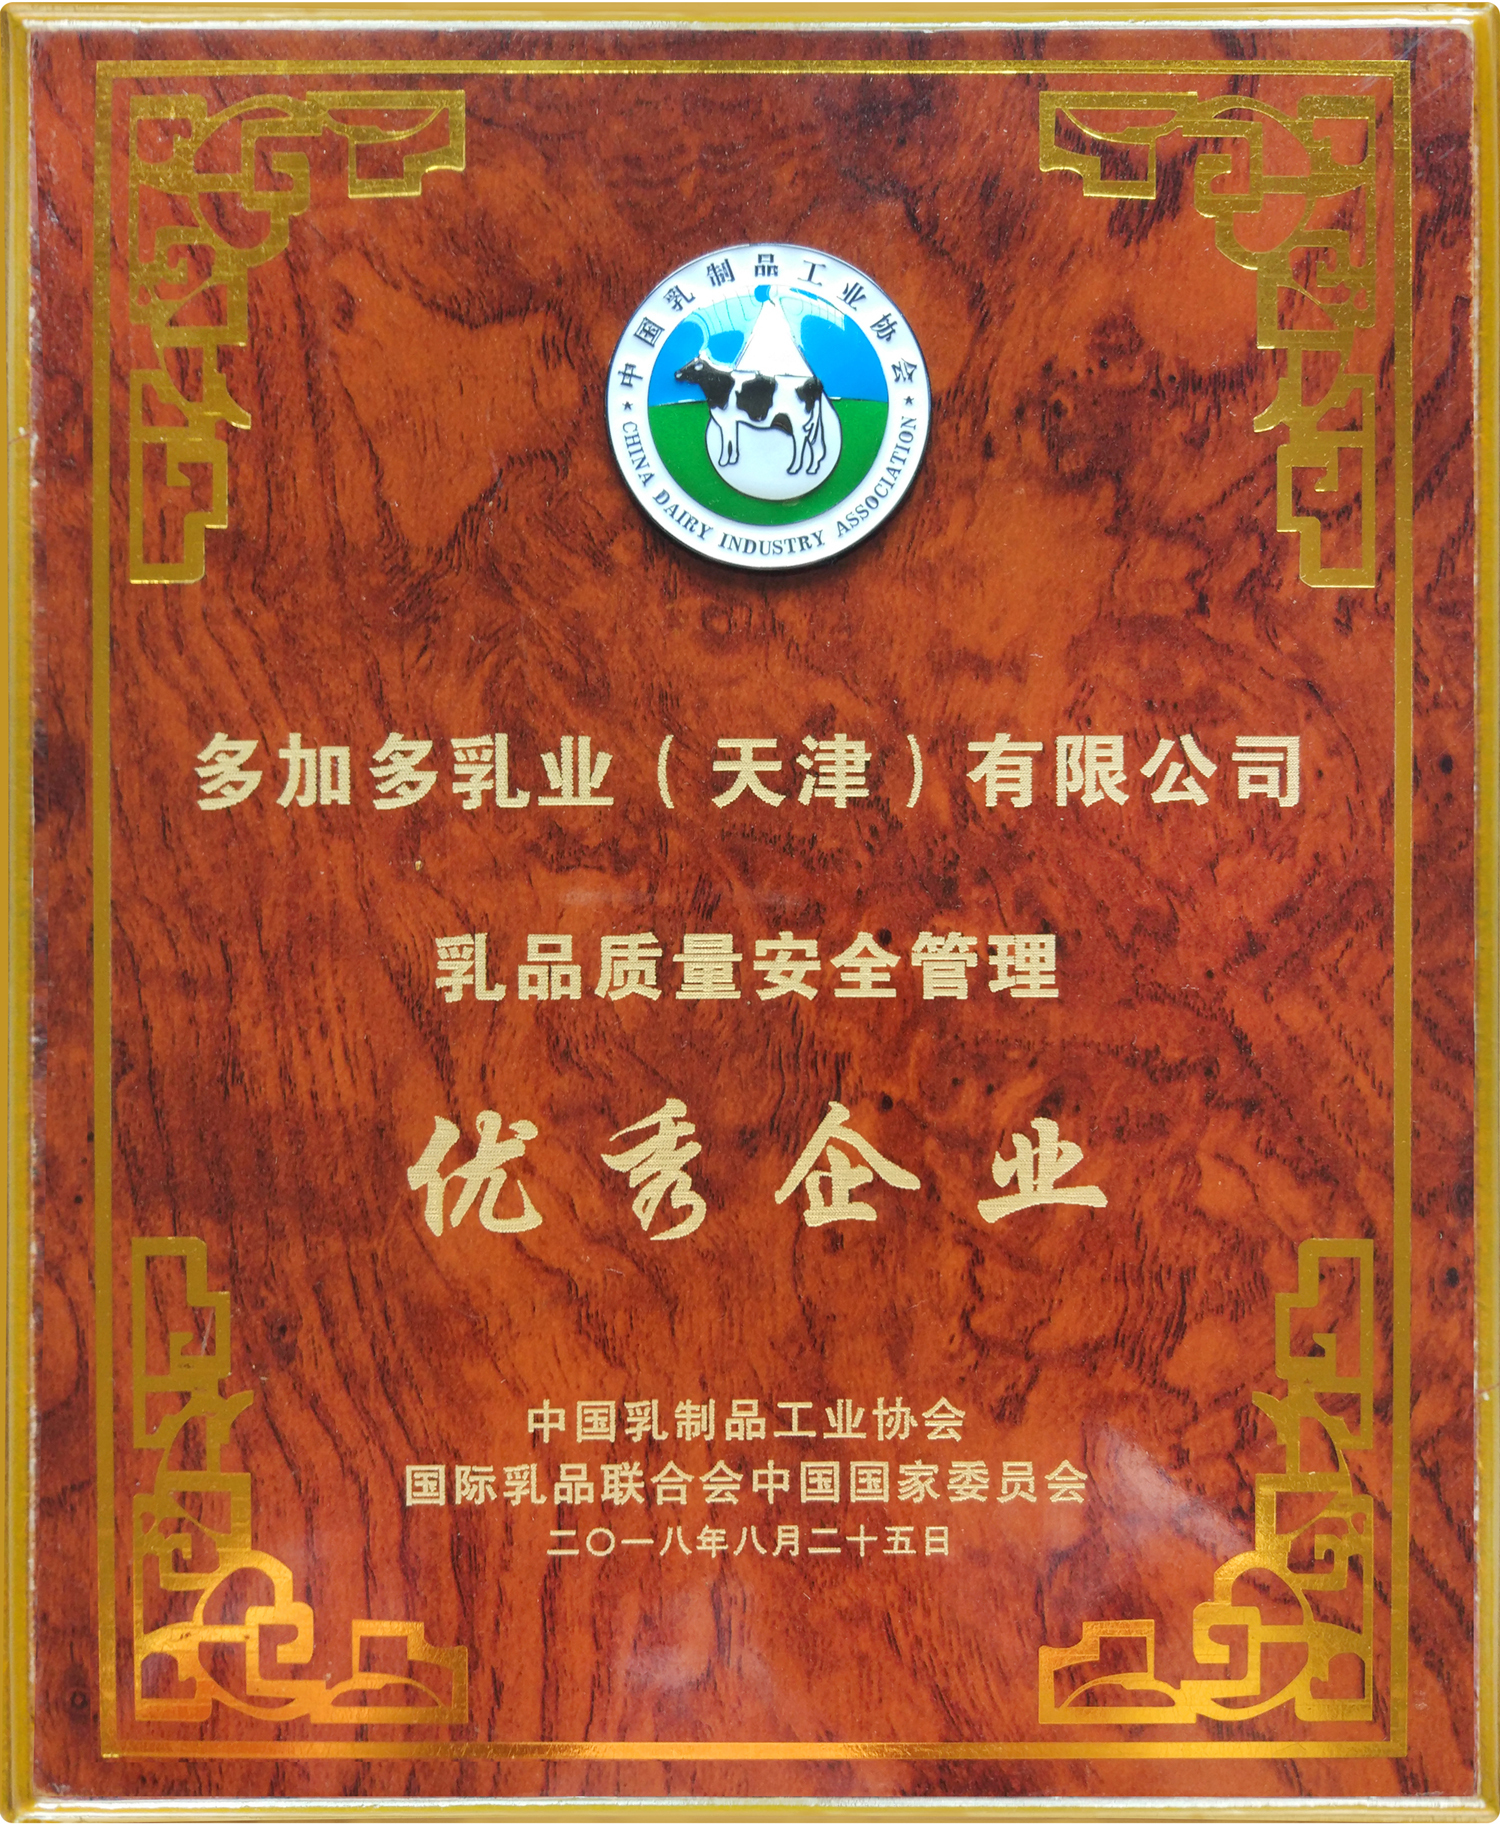 中国乳制品工业协会
★ CHINA DAIRY INDUSTRY ASSOCIATION ★
多加多乳业（天津）有限公司
乳品质量安全管理
优秀企业
中国乳制品工业协会
国际乳品联合会中国国家委员会
二〇一八年八月二十五日